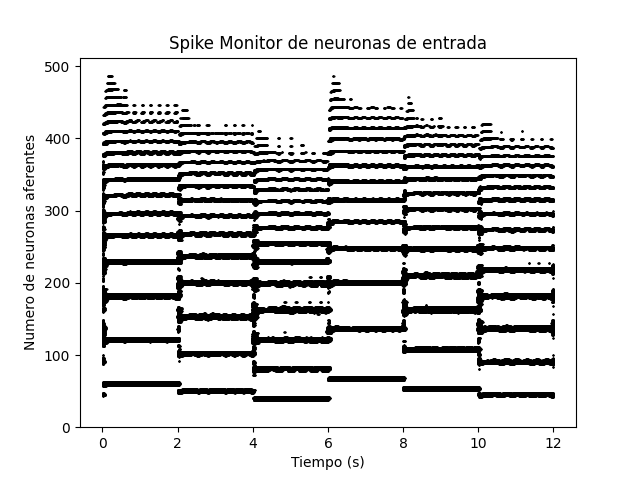 Spike Monitor de neuronas de entrada
500
400
300
200
100
0
Numero de neuronas aferentes
0 2 4 6 8 10 12
Tiempo (s)